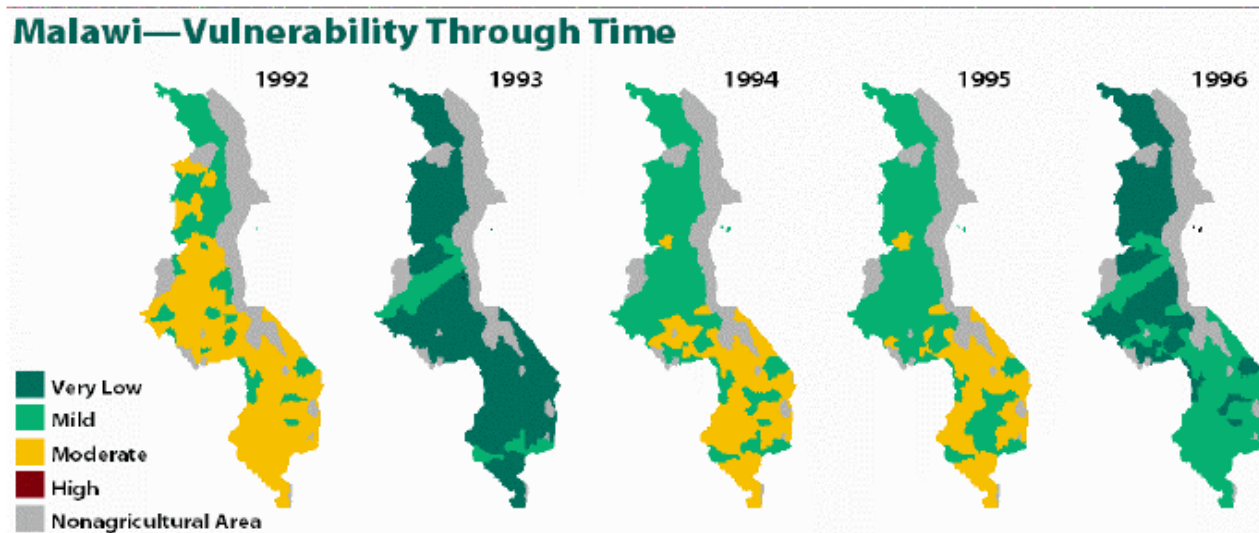 Malawi—Vulnerability Through Time
1992
1993
1994
1995
1996
Very Low
Mild
Moderate
High
Nonagricultural Area